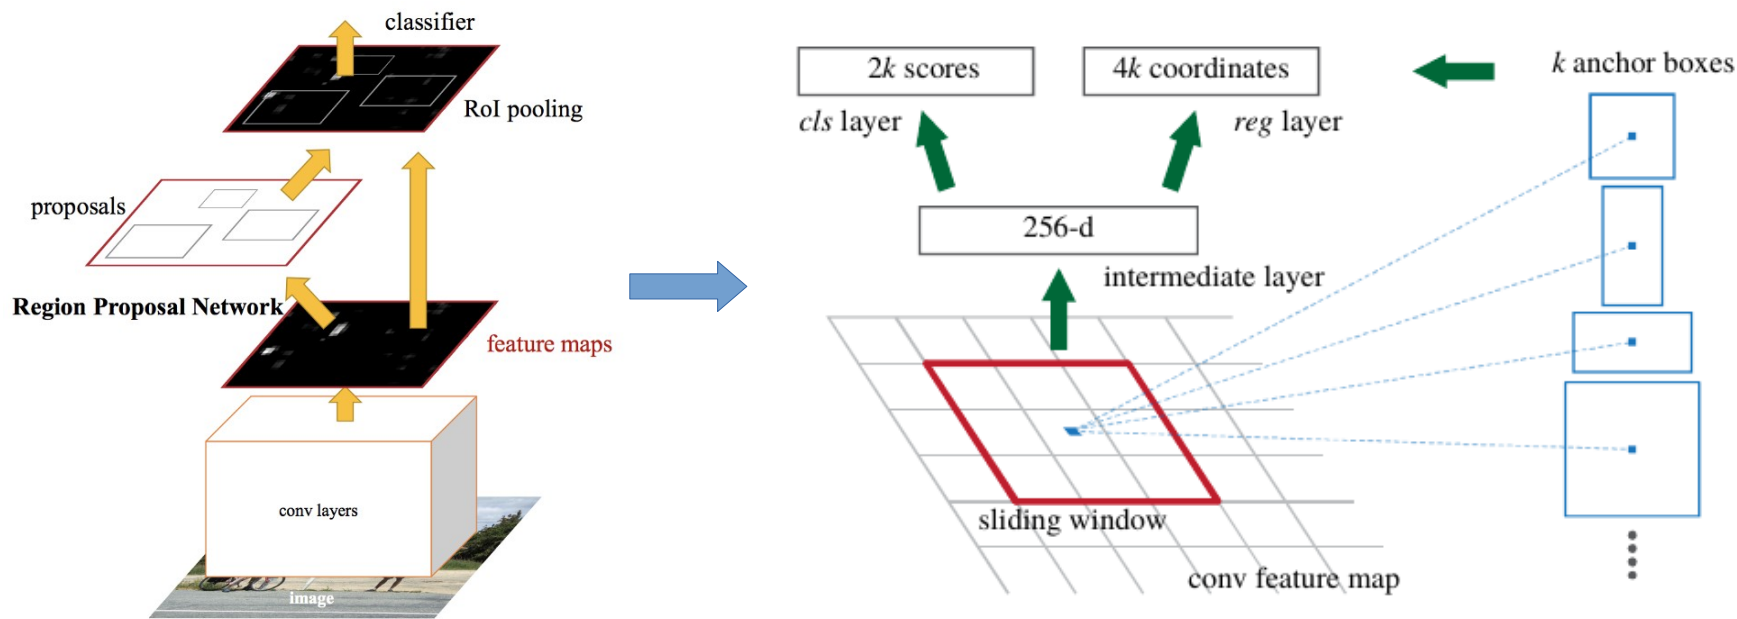 classifier
RoI pooling
proposals
Region Proposal Network
feature maps
conv layers
image
2k scores
4k coordinates
k anchor boxes
cls layer
reg layer
256-d
intermediate layer
sliding window
conv feature map